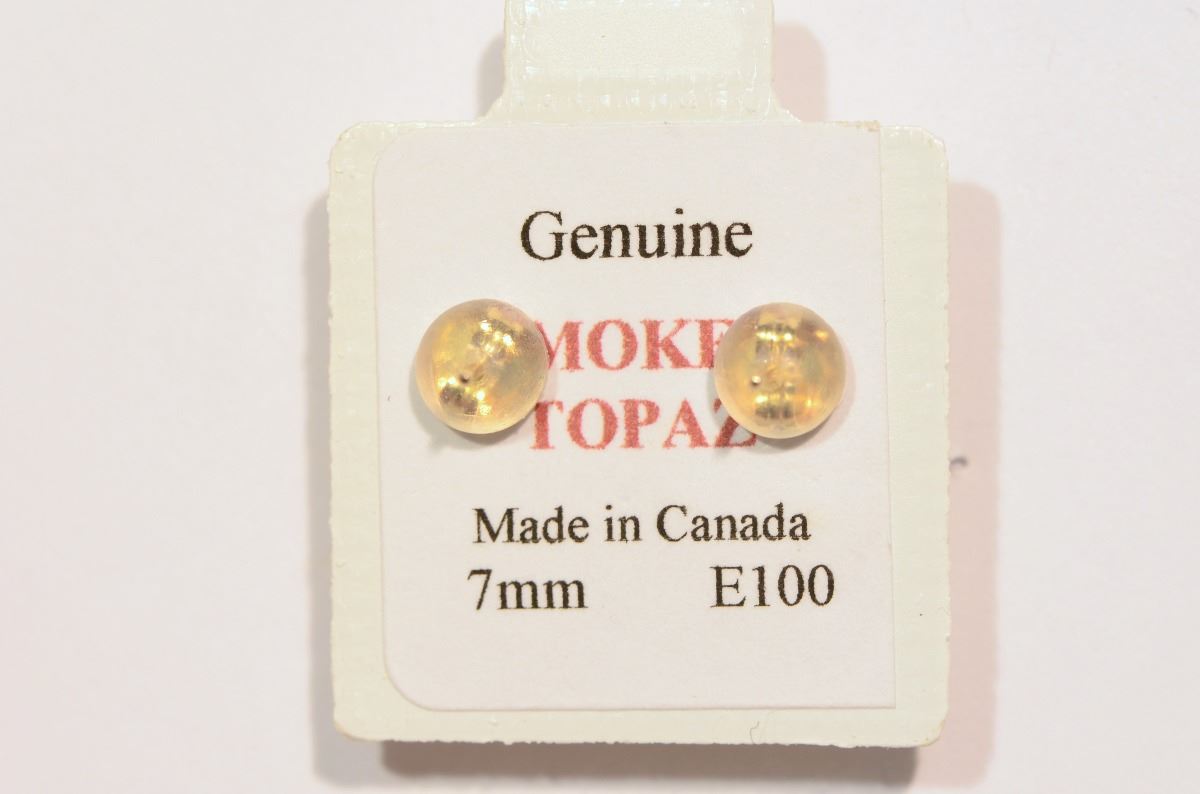 Genuine
MOKE
TOPAZ
Made in Canada
7mm E100